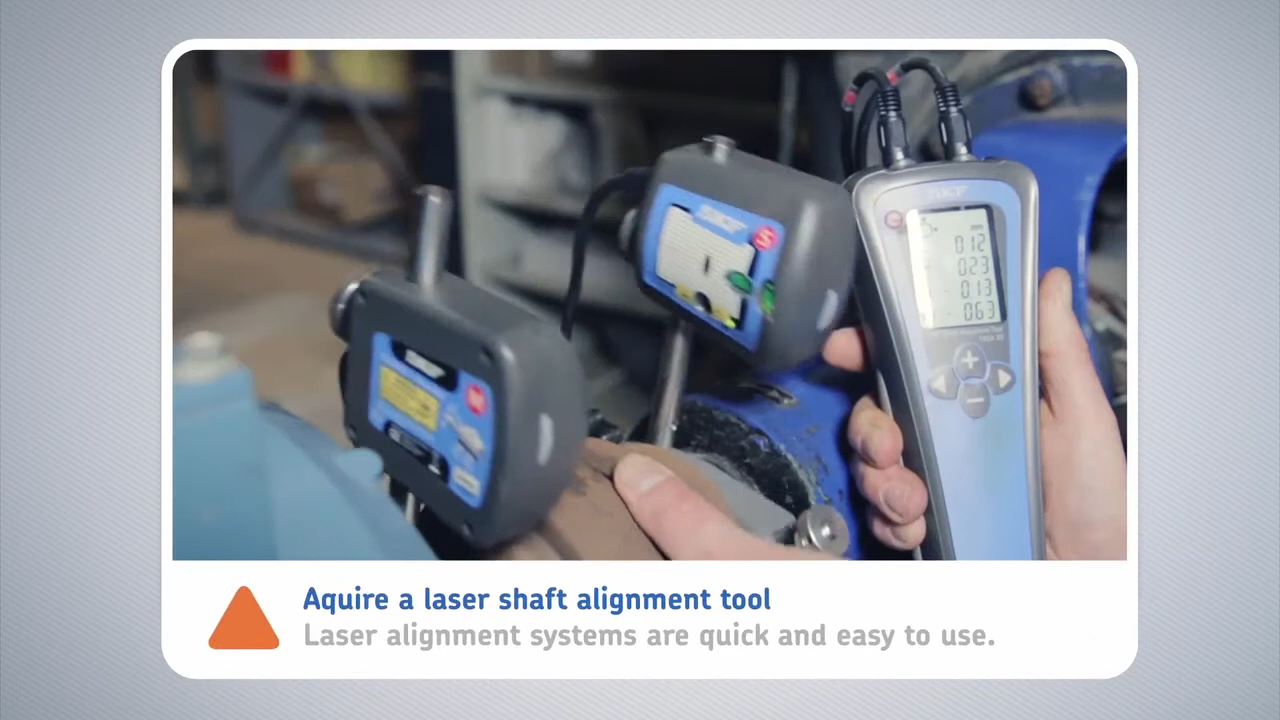 SKF
SKF
S
SKF
M
012
023
013
063
Aquire a laser shaft alignment tool
Laser alignment systems are quick and easy to use.